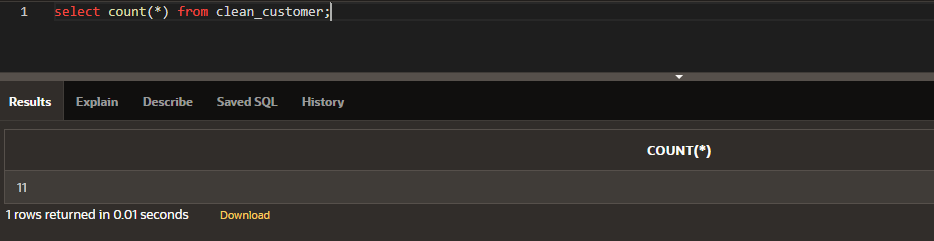 1 select count(*) from clean_customer;
Results Explain Describe Saved SQL History
COUNT(*)
11
1 rows returned in 0.01 seconds Download